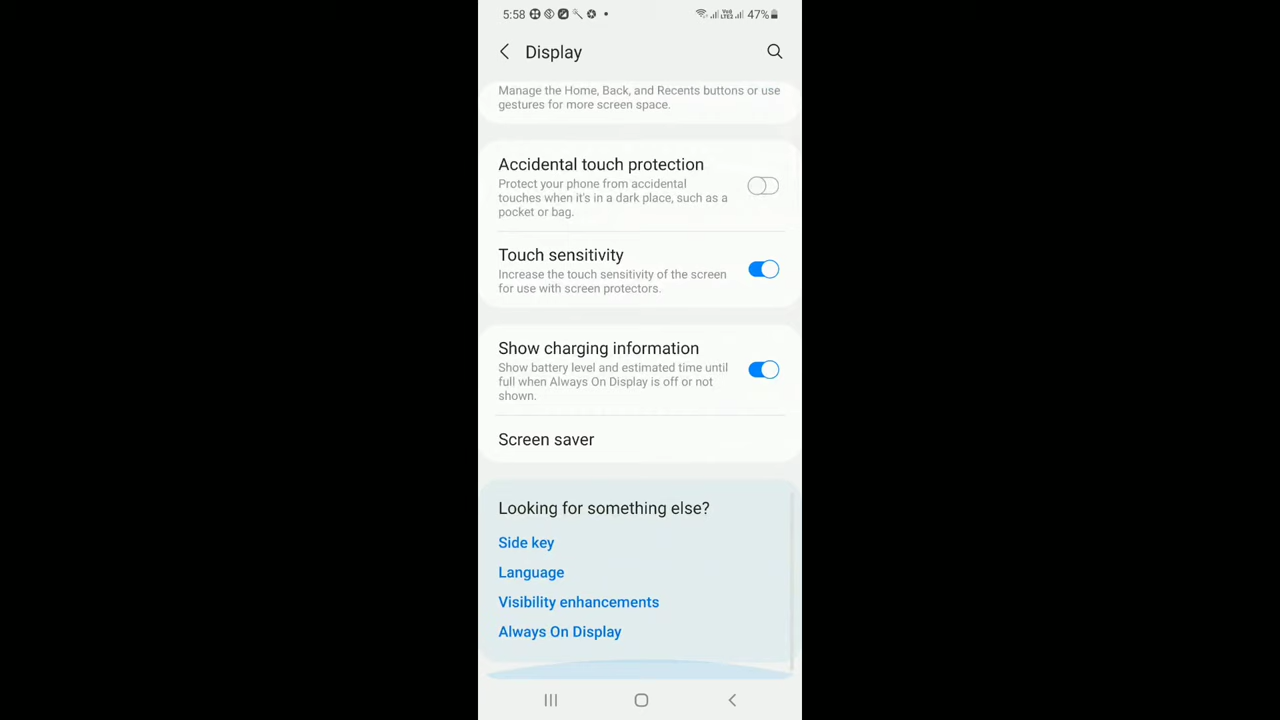 5:58
Vo)) LTE2 47%
Display
Manage the Home, Back, and Recents buttons or use
gestures for more screen space.
Accidental touch protection
Protect your phone from accidental
touches when it's in a dark place, such as a
pocket or bag.
Touch sensitivity
Increase the touch sensitivity of the screen
for use with screen protectors.
Show charging information
Show battery level and estimated time until
full when Always On Display is off or not
shown.
Screen saver
Looking for something else?
Side key
Language
Visibility enhancements
Always On Display